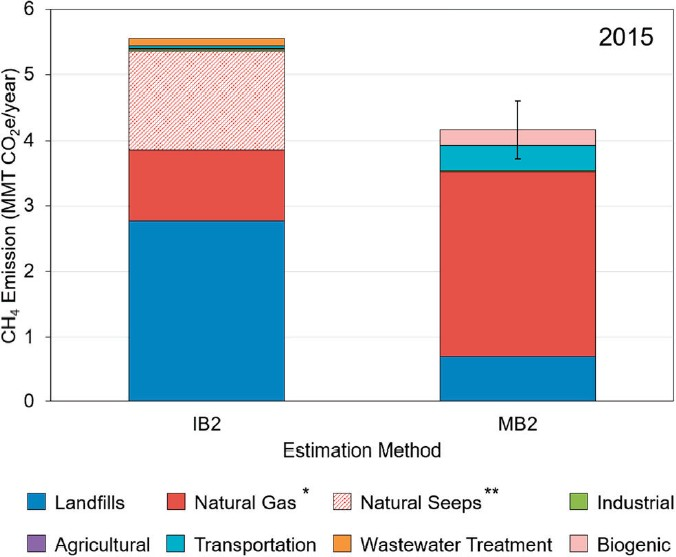 6
2015
5
4
3
2
1
0
CH₄ Emission (MMT CO₂e/year)
IB2 MB2
Estimation Method
Landfills Natural Gas * Natural Seeps ** Industrial
Agricultural Transportation Wastewater Treatment Biogenic